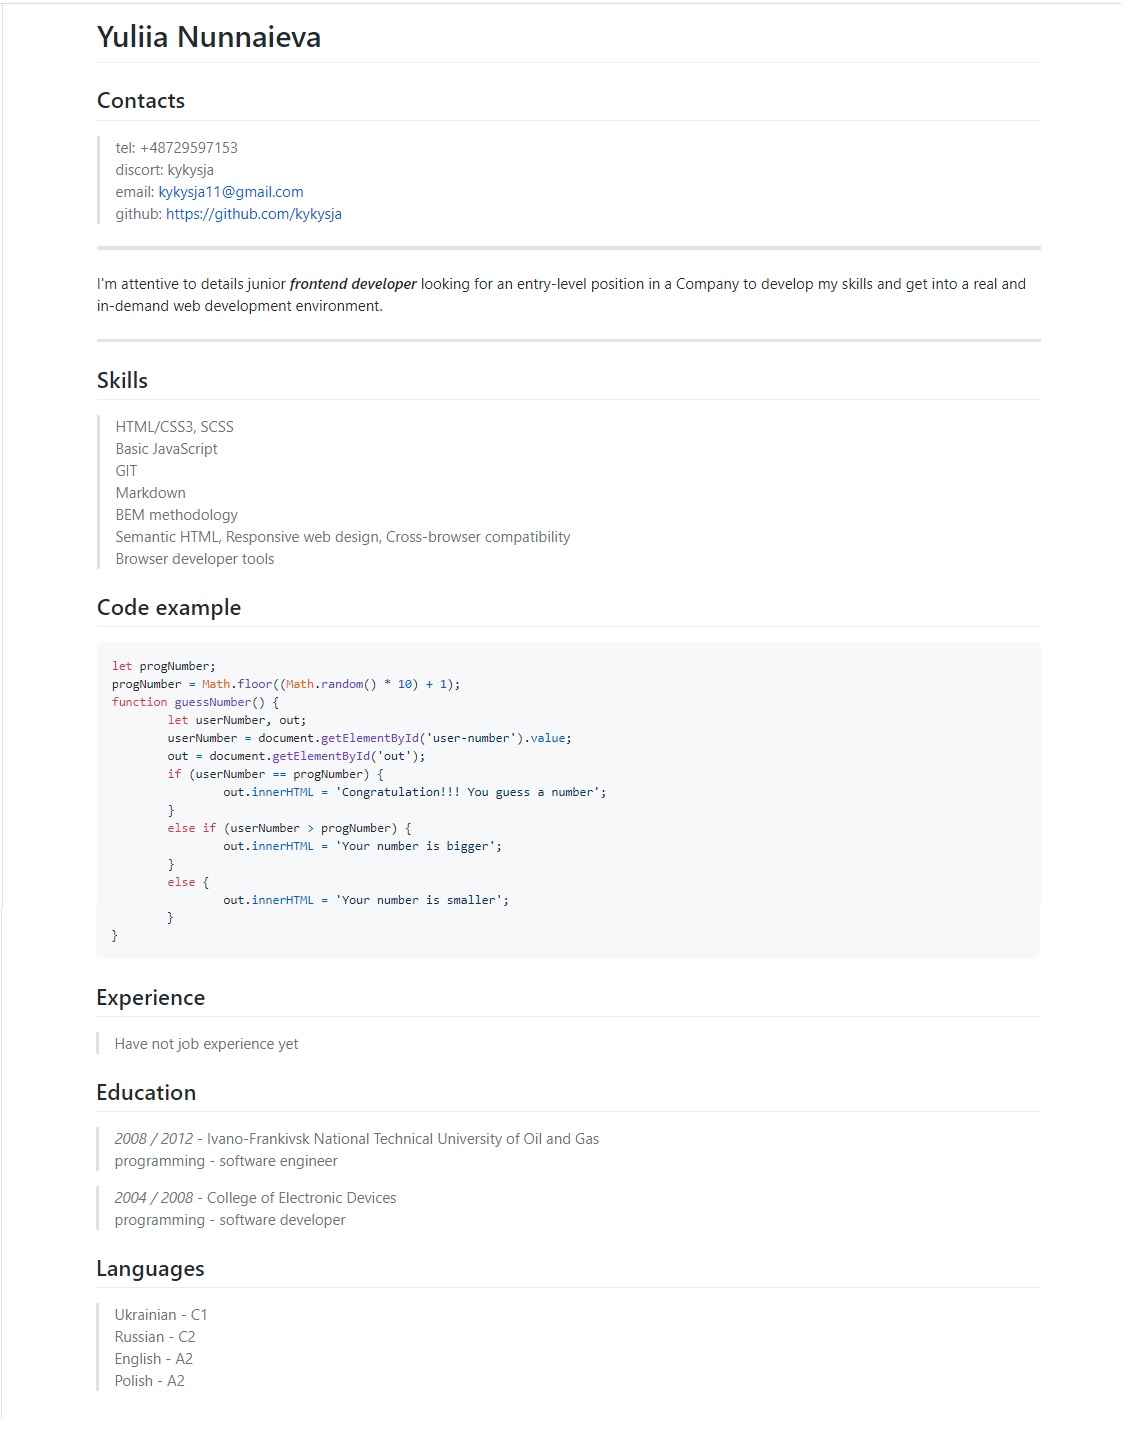 Yuliia Nunnaieva
Contacts
tel: +48729597153
discort: kykysja
email: kykysja11@gmail.com
github: https://github.com/kykysja
I'm attentive to details junior frontend developer looking for an entry-level position in a Company to develop my skills and get into a real and
in-demand web development environment.
Skills
HTML/CSS3, SCSS
Basic JavaScript
GIT
Markdown
BEM methodology
Semantic HTML, Responsive web design, Cross-browser compatibility
Browser developer tools
Code example
let progNumber;
progNumber = Math.floor((Math.random() * 10) + 1);
function guessNumber() {
        let userNumber, out;
        userNumber = document.getElementById('user-number').value;
        out = document.getElementById('out');
        if (userNumber == progNumber) {
                out.innerHTML = 'Congratulation!!! You guess a number';
        }
        else if (userNumber > progNumber) {
                out.innerHTML = 'Your number is bigger';
        }
        else {
                out.innerHTML = 'Your number is smaller';
        }
}
Experience
Have not job experience yet
Education
2008 / 2012 - Ivano-Frankivsk National Technical University of Oil and Gas
programming - software engineer
2004 / 2008 - College of Electronic Devices
programming - software developer
Languages
Ukrainian - C1
Russian - C2
English - A2
Polish - A2